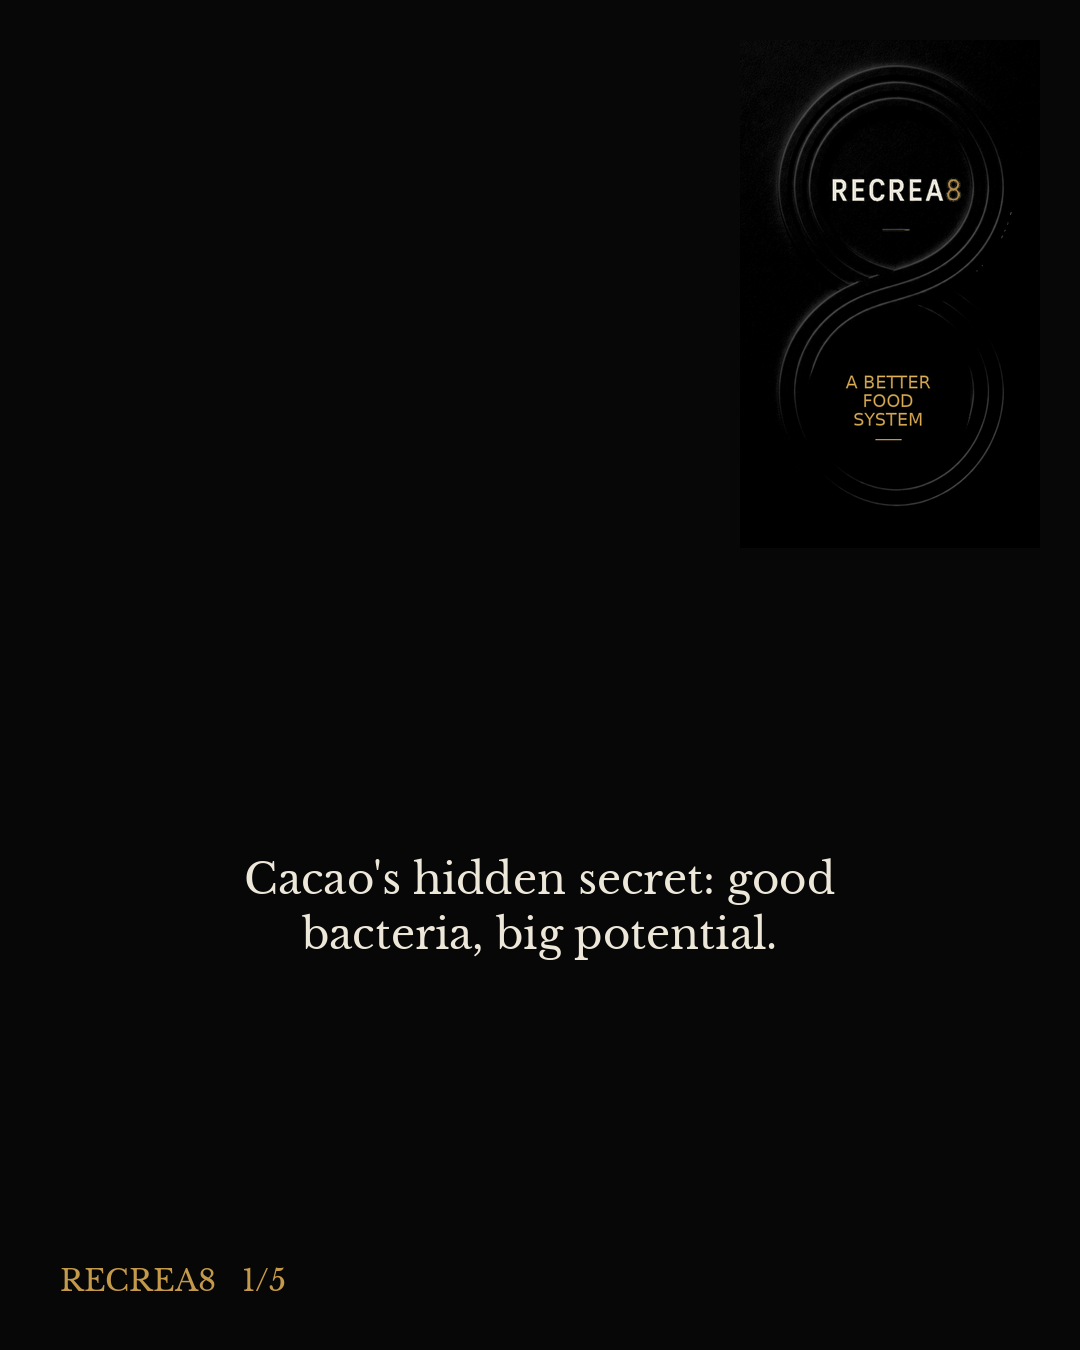 RECREA8
A BETTER
FOOD
SYSTEM
Cacao's hidden secret: good
bacteria, big potential.
RECREA8 1/5